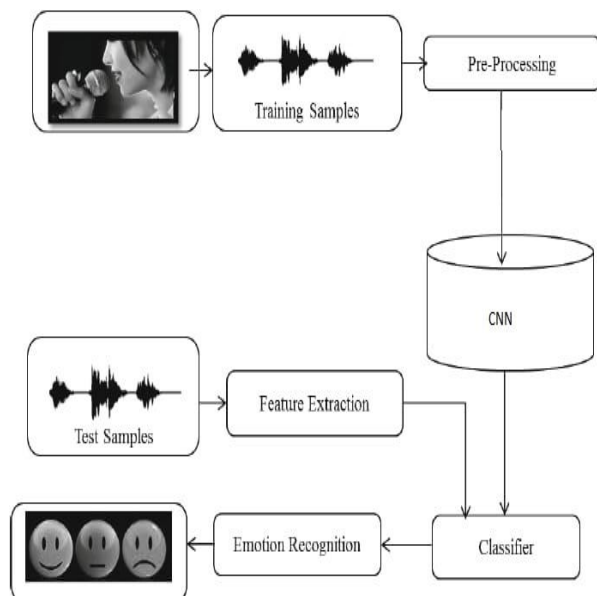 Training Samples
Pre-Processing
CNN
Test Samples
Feature Extraction
Emotion Recognition
Classifier